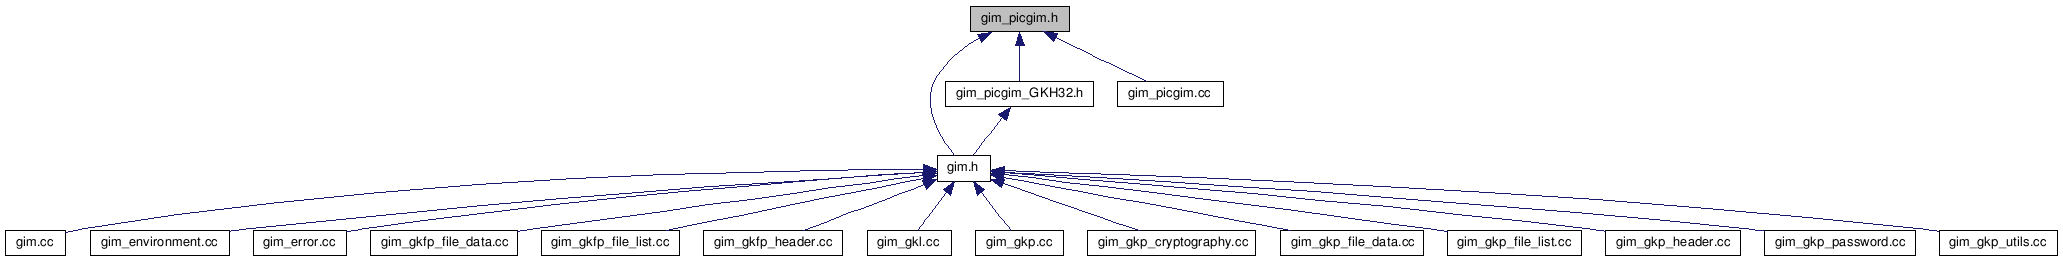 gim_picgim.h
gim_picgim_GKH32.h
gim_picgim.cc
gim.h
gim.cc
gim_environment.cc
gim_error.cc
gim_gkfp_file_data.cc
gim_gkfp_file_list.cc
gim_gkfp_header.cc
gim_gkl.cc
gim_gkp.cc
gim_gkp_cryptography.cc
gim_gkp_file_data.cc
gim_gkp_file_list.cc
gim_gkp_header.cc
gim_gkp_password.cc
gim_gkp_utils.cc